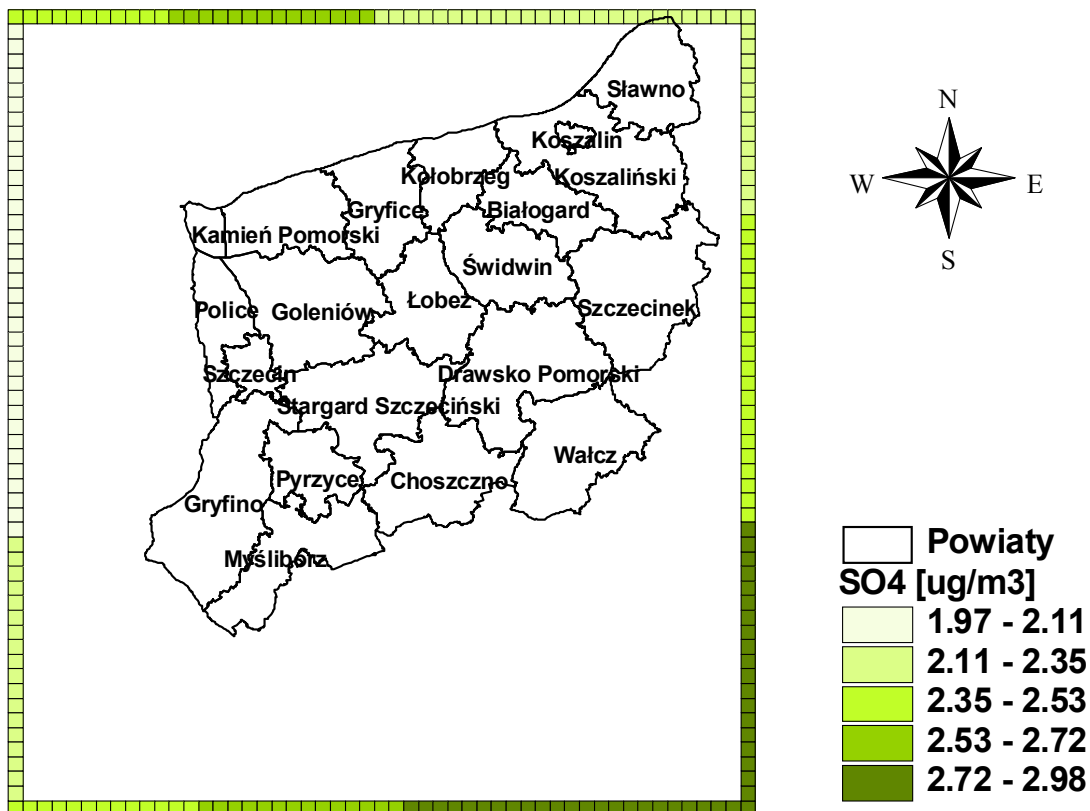 Sławno
N
Koszalin
Kołobrzeg
Koszaliński
W
E
Gryfice
Białogard
Kamień Pomorski
S
Świdwin
Police
Goleniów
Łobez
Szczecinek
Szczecin
Drawsko Pomorski
Stargard Szczeciński
Wałcz
Pyrzyce
Choszczno
Gryfino
Myślibórz
Powiaty
SO4 [ug/m3]
1.97 - 2.11
2.11 - 2.35
2.35 - 2.53
2.53 - 2.72
2.72 - 2.98